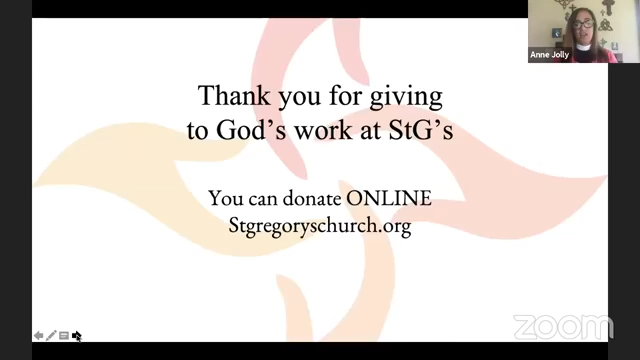 Anne Jolly
Thank you for giving
to God's work at StG's
You can donate ONLINE
Stgregoryschurch.org
zoom